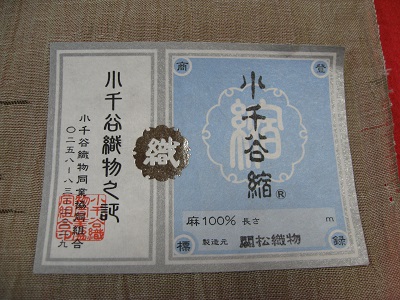 登
商
録
標
小千谷縮
®
縮
麻100% 長さ m
製造元 関松織物
織
小千谷織物之証
小千谷織物同業協同組合
〇二五八-八三
九